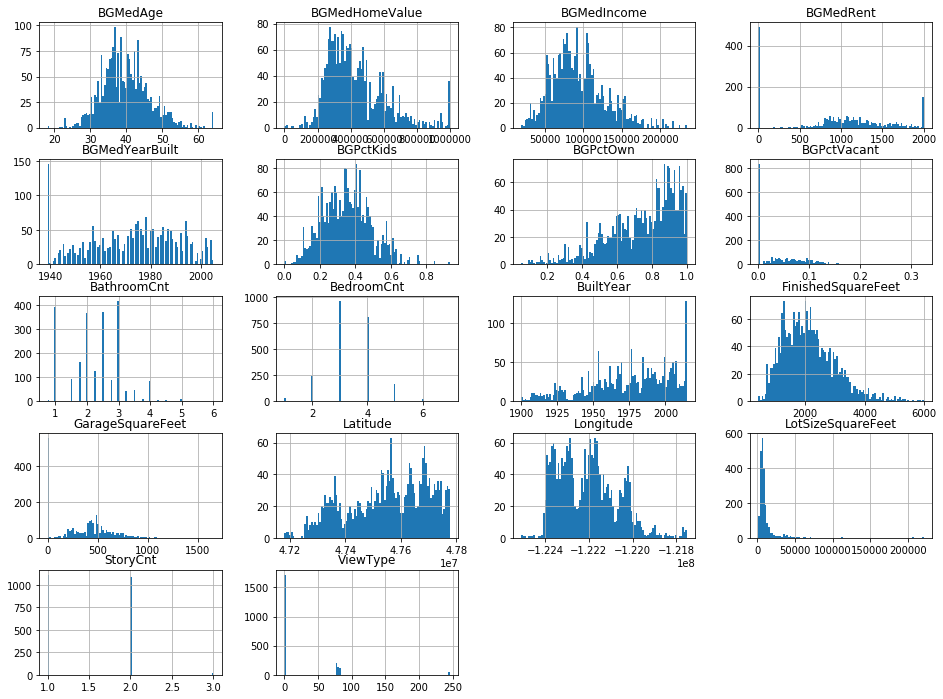 BGMedAge BGMedHomeValue BGMedIncome BGMedRent
100 75 50 25 0 20 30 40 50 60
80 60 40 20 0 0 200000 400000 600000 800000 1000000
80 60 40 20 0 50000 100000 150000 200000
400 200 0 0 500 1000 1500 2000
BGMedYearBuilt BGPctKids BGPctOwn BGPctVacant
150 100 50 0 1940 1960 1980 2000
80 60 40 20 0 0.0 0.2 0.4 0.6 0.8
60 40 20 0 0.2 0.4 0.6 0.8 1.0
800 600 400 200 0 0.0 0.1 0.2 0.3
BathroomCnt BedroomCnt BuiltYear FinishedSquareFeet
400 300 200 100 0 1 2 3 4 5 6
1000 750 500 250 0 2 4 6
100 50 0 1900 1925 1950 1975 2000
60 40 20 0 2000 4000 6000
GarageSquareFeet Latitude Longitude LotSizeSquareFeet
400 200 0 0 500 1000 1500
60 40 20 0 4.72 4.74 4.76 4.78 1e7
60 40 20 0 −1.224 −1.222 −1.220 −1.218 1e8
600 400 200 0 0 50000 100000 150000 200000
StoryCnt ViewType
1000 750 500 250 0 1.0 1.5 2.0 2.5 3.0
1500 1000 500 0 0 50 100 150 200 250